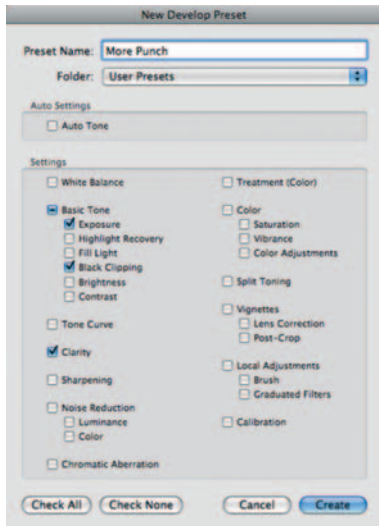 New Develop Preset
Preset Name: More Punch
Folder: User Presets
Auto Settings
Auto Tone
Settings
White Balance
Basic Tone
Exposure
Highlight Recovery
Fill Light
Black Clipping
Brightness
Contrast
Tone Curve
Clarity
Sharpening
Noise Reduction
Luminance
Color
Chromatic Aberration
Treatment (Color)
Color
Saturation
Vibrance
Color Adjustments
Split Toning
Vignettes
Lens Correction
Post-Crop
Local Adjustments
Brush
Graduated Filters
Calibration
Check All
Check None
Cancel
Create